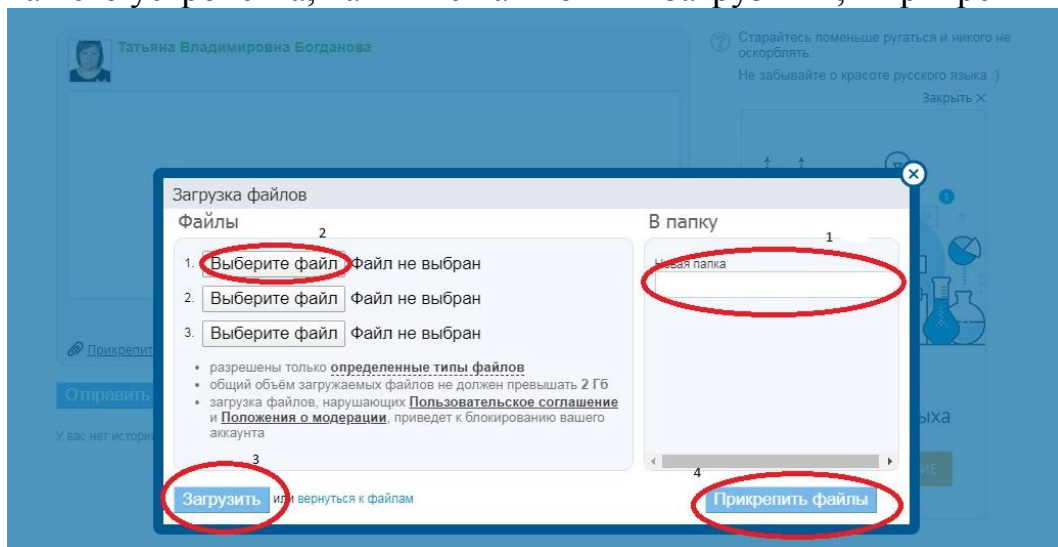 Татьяна Владимировна Богданова
Старайтесь поменьше ругаться и никого не
оскорблять.
Не забывайте о красоте русского языка :)
Закрыть ×
Загрузка файлов
Файлы
2
1. Выберите файл Файл не выбран
2. Выберите файл Файл не выбран
3. Выберите файл Файл не выбран
• разрешены только определенные типы файлов
• общий объём загружаемых файлов не должен превышать 2 Гб
• загрузка файлов, нарушающих Пользовательское соглашение
и Положения о модерации, приведет к блокированию вашего
аккаунта
3
Загрузить или вернуться к файлам
В папку
1
Новая папка
4
Прикрепить файлы
Прикрепит
Отправить
У вас нет истори
ыха
ИЕ